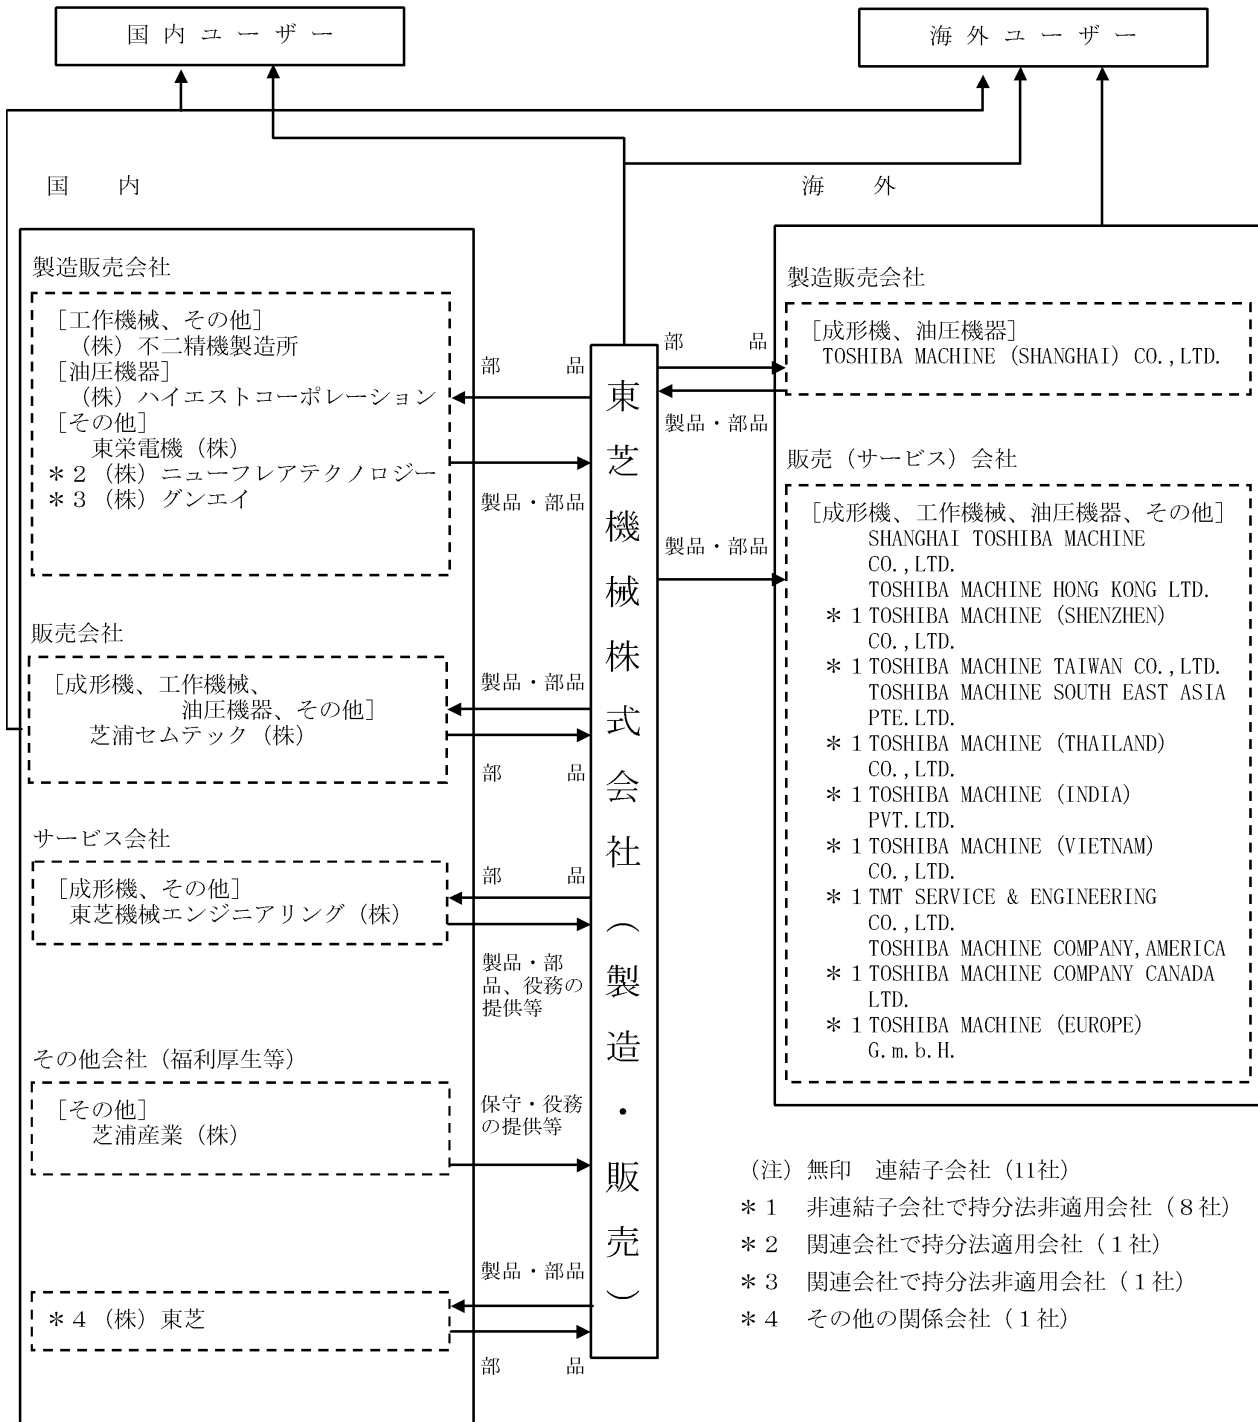 国内ユーザー
海外ユーザー
国　内
海　外
製造販売会社
［工作機械、その他］
（株）不二精機製造所
［油圧機器］
（株）ハイエストコーポレーション
［その他］
東栄電機（株）
＊２（株）ニューフレアテクノロジー
＊３（株）グンエイ
部　品
製品・部品
販売会社
［成形機、工作機械、
油圧機器、その他］
芝浦セムテック（株）
製品・部品
部　品
サービス会社
［成形機、その他］
東芝機械エンジニアリング（株）
部　品
製品・部
品、役務の
提供等
その他会社（福利厚生等）
［その他］
芝浦産業（株）
保守・役務
の提供等
＊４（株）東芝
製品・部品
部　品
東芝機械株式会社（製造・販売）
部　品
製品・部品
製品・部品
製造販売会社
［成形機、油圧機器］
TOSHIBA MACHINE (SHANGHAI) CO.,LTD.
販売（サービス）会社
［成形機、工作機械、油圧機器、その他］
SHANGHAI TOSHIBA MACHINE
CO.,LTD.
TOSHIBA MACHINE HONG KONG LTD.
＊１TOSHIBA MACHINE (SHENZHEN)
CO.,LTD.
＊１TOSHIBA MACHINE TAIWAN CO.,LTD.
TOSHIBA MACHINE SOUTH EAST ASIA
PTE.LTD.
＊１TOSHIBA MACHINE (THAILAND)
CO.,LTD.
＊１TOSHIBA MACHINE (INDIA)
PVT.LTD.
＊１TOSHIBA MACHINE (VIETNAM)
CO.,LTD.
＊１TMT SERVICE & ENGINEERING
CO.,LTD.
TOSHIBA MACHINE COMPANY,AMERICA
＊１TOSHIBA MACHINE COMPANY CANADA
LTD.
＊１TOSHIBA MACHINE (EUROPE)
G.m.b.H.
（注）無印　連結子会社（11社）
＊１　非連結子会社で持分法非適用会社（８社）
＊２　関連会社で持分法適用会社（１社）
＊３　関連会社で持分法非適用会社（１社）
＊４　その他の関係会社（１社）